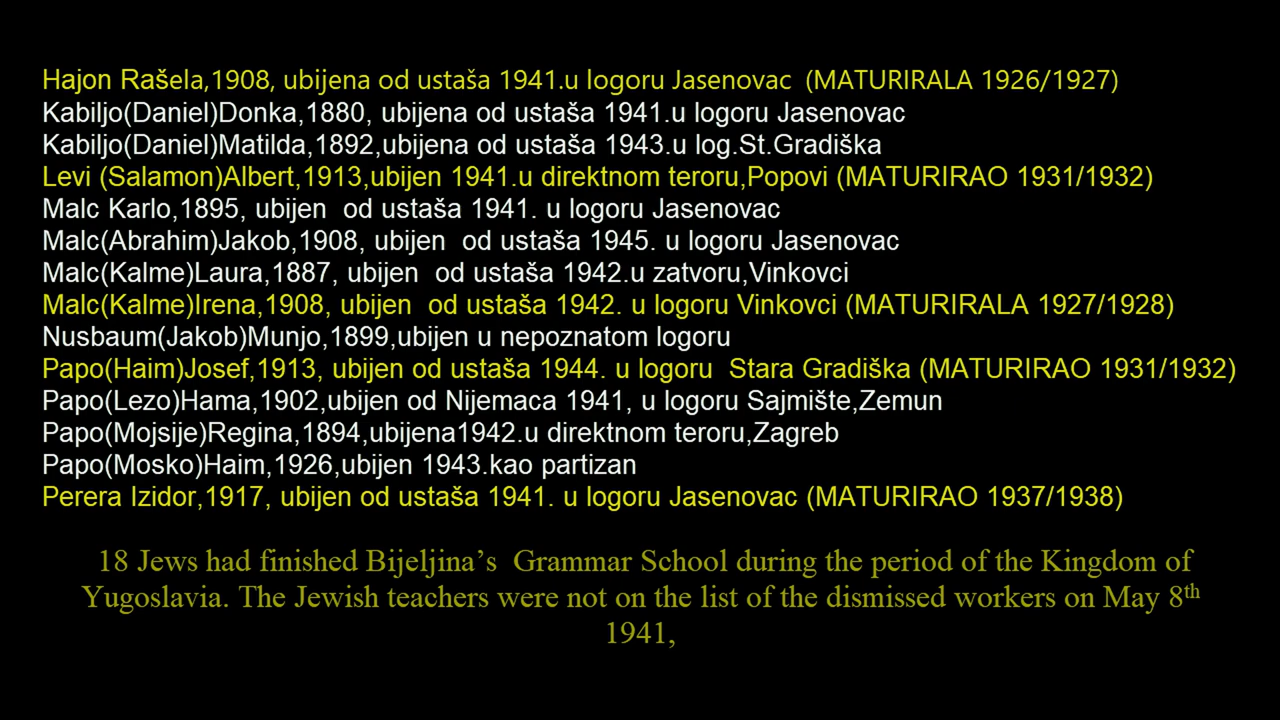 Hajon Rašela,1908, ubijena od ustaša 1941.u logoru Jasenovac (MATURIRALA 1926/1927)
Kabiljo(Daniel)Donka,1880, ubijena od ustaša 1941.u logoru Jasenovac
Kabiljo(Daniel)Matilda,1892,ubijena od ustaša 1943.u log.St.Gradiška
Levi (Salamon)Albert,1913,ubijen 1941.u direktnom teroru,Popovi (MATURIRAO 1931/1932)
Malc Karlo,1895, ubijen od ustaša 1941. u logoru Jasenovac
Malc(Abrahim)Jakob,1908, ubijen od ustaša 1945. u logoru Jasenovac
Malc(Kalme)Laura,1887, ubijen od ustaša 1942.u zatvoru,Vinkovci
Malc(Kalme)Irena,1908, ubijen od ustaša 1942. u logoru Vinkovci (MATURIRALA 1927/1928)
Nusbaum(Jakob)Munjo,1899,ubijen u nepoznatom logoru
Papo(Haim)Josef,1913, ubijen od ustaša 1944. u logoru Stara Gradiška (MATURIRAO 1931/1932)
Papo(Lezo)Hama,1902,ubijen od Nijemaca 1941, u logoru Sajmište,Zemun
Papo(Mojsije)Regina,1894,ubijena1942.u direktnom teroru,Zagreb
Papo(Mosko)Haim,1926,ubijen 1943.kao partizan
Perera Izidor,1917, ubijen od ustaša 1941. u logoru Jasenovac (MATURIRAO 1937/1938)
18 Jews had finished Bijeljina’s Grammar School during the period of the Kingdom of
Yugoslavia. The Jewish teachers were not on the list of the dismissed workers on May 8th
1941,